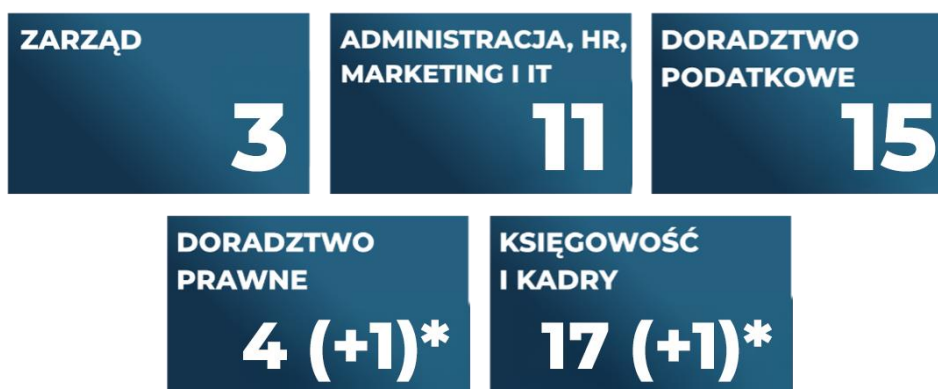 ZARZĄD
3
ADMINISTRACJA, HR,
MARKETING I IT
11
DORADZTWO
PODATKOWE
15
DORADZTWO
PRAWNE
4 (+1)*
KSIĘGOWOŚĆ
I KADRY
17 (+1)*